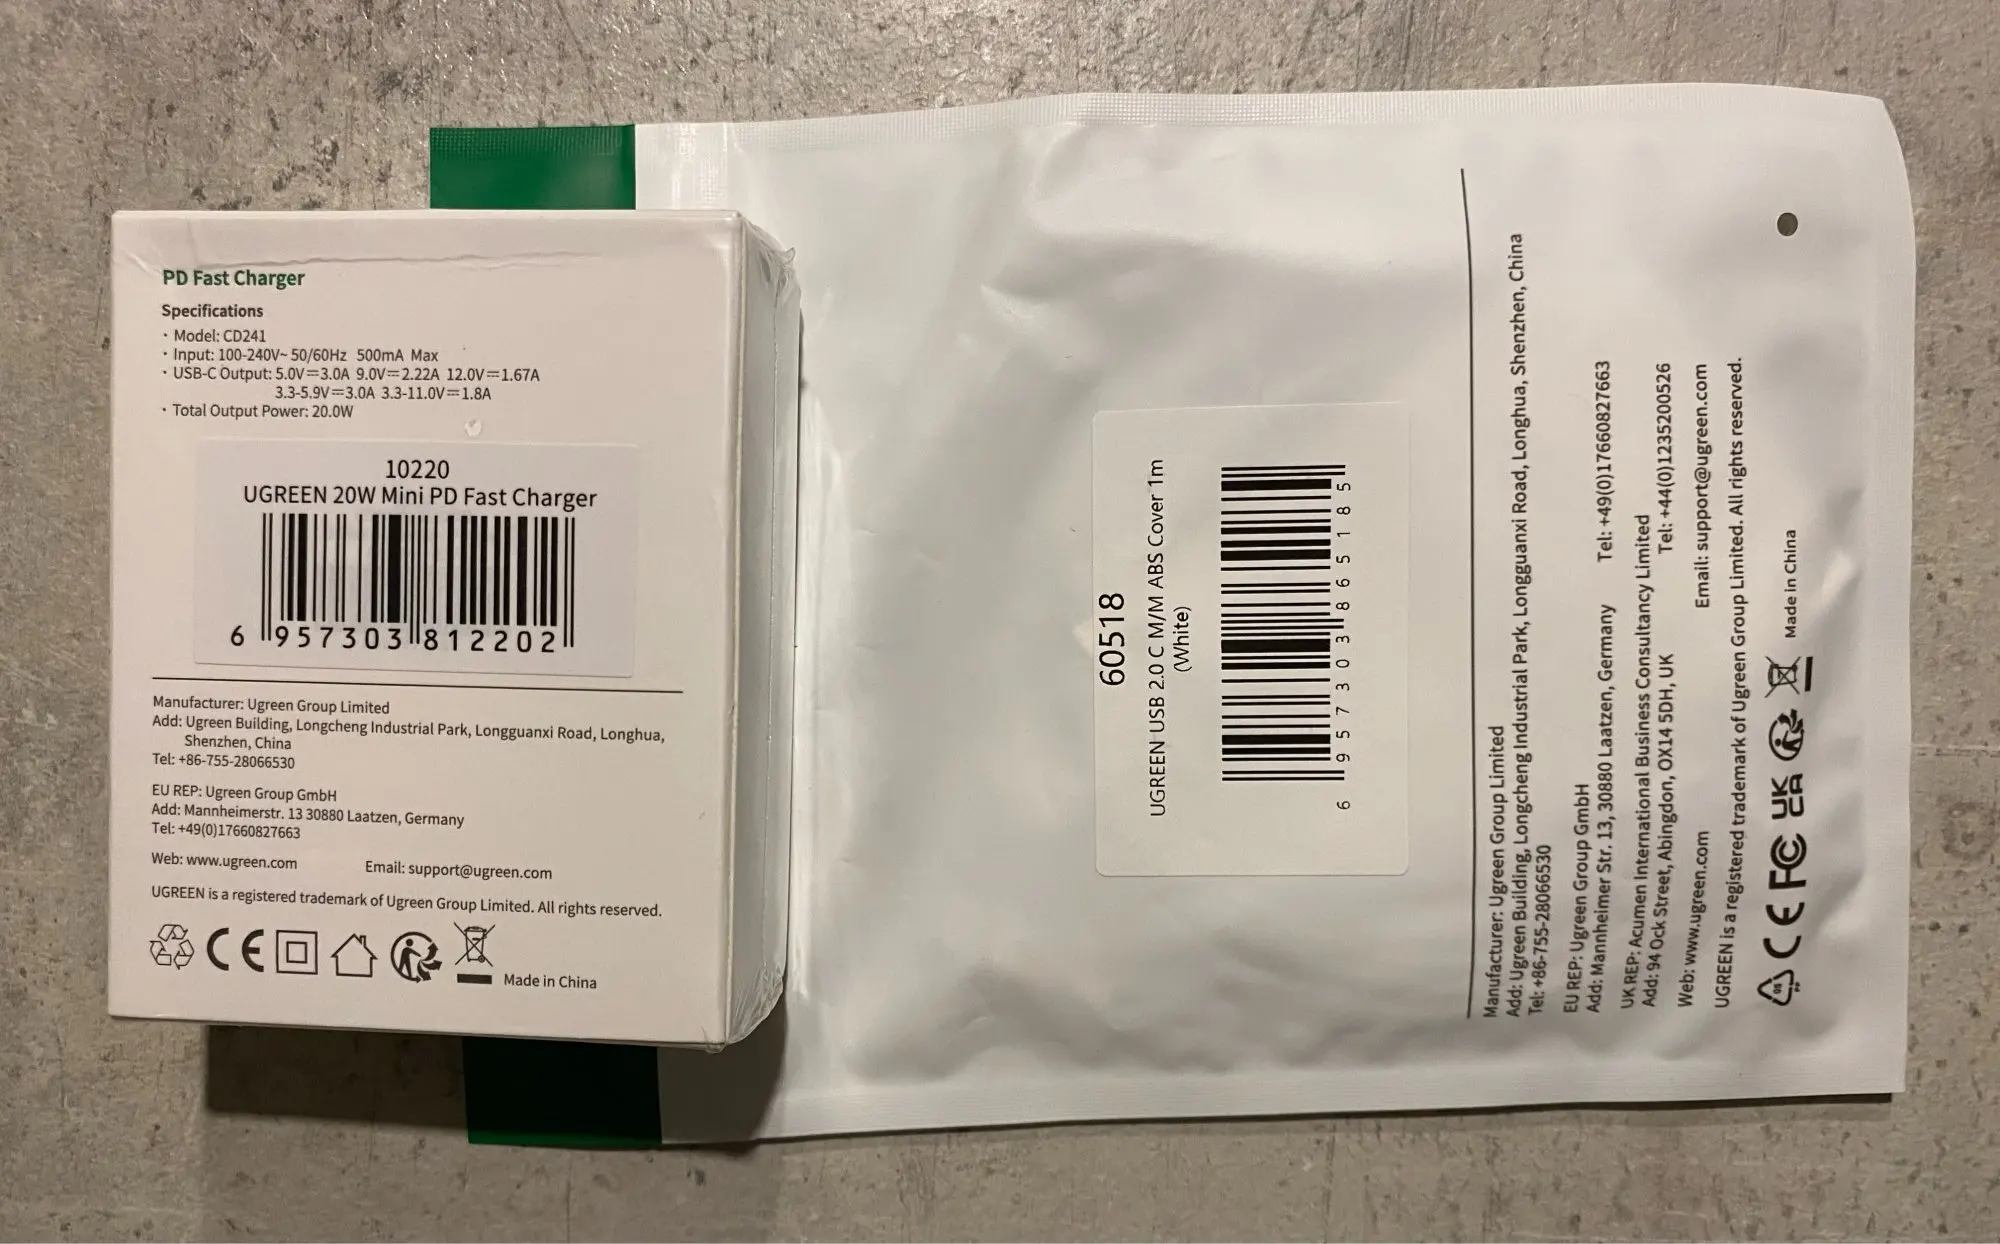 PD Fast Charger
Specifications
· Model: CD241
· Input: 100-240V~ 50/60Hz 500mA Max
· USB-C Output: 5.0V⎓3.0A 9.0V⎓2.22A 12.0V⎓1.67A
3.3-5.9V⎓3.0A 3.3-11.0V⎓1.8A
· Total Output Power: 20.0W
10220
UGREEN 20W Mini PD Fast Charger
6 957303 812202
Manufacturer: Ugreen Group Limited
Add: Ugreen Building, Longcheng Industrial Park, Longguanxi Road, Longhua,
Shenzhen, China
Tel: +86-755-28066530
EU REP: Ugreen Group GmbH
Add: Mannheimerstr. 13 30880 Laatzen, Germany
Tel: +49(0)17660827663
Web: www.ugreen.com Email: support@ugreen.com
UGREEN is a registered trademark of Ugreen Group Limited. All rights reserved.
CE Made in China
60518
UGREEN USB 2.0 C M/M ABS Cover 1m
(White)
6 957303 865185
Manufacturer: Ugreen Group Limited
Add: Ugreen Building, Longcheng Industrial Park, Longguanxi Road, Longhua, Shenzhen, China
Tel: +86-755-28066530
EU REP: Ugreen Group GmbH
Add: Mannheimer Str. 13, 30880 Laatzen, Germany Tel: +49(0)17660827663
UK REP: Acumen International Business Consultancy Limited
Add: 94 Ock Street, Abingdon, OX14 5DH, UK Tel: +44(0)1235200526
Web: www.ugreen.com Email: support@ugreen.com
UGREEN is a registered trademark of Ugreen Group Limited. All rights reserved.
05 PP CE FC UK CA Made in China